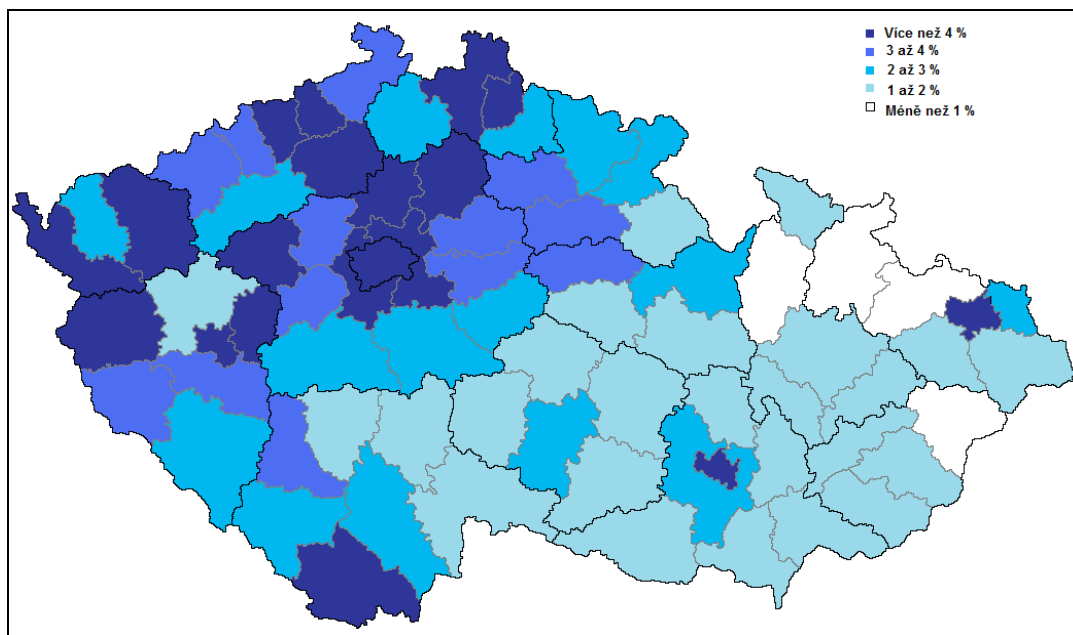 Více než 4 %
3 až 4 %
2 až 3 %
1 až 2 %
Méně než 1 %